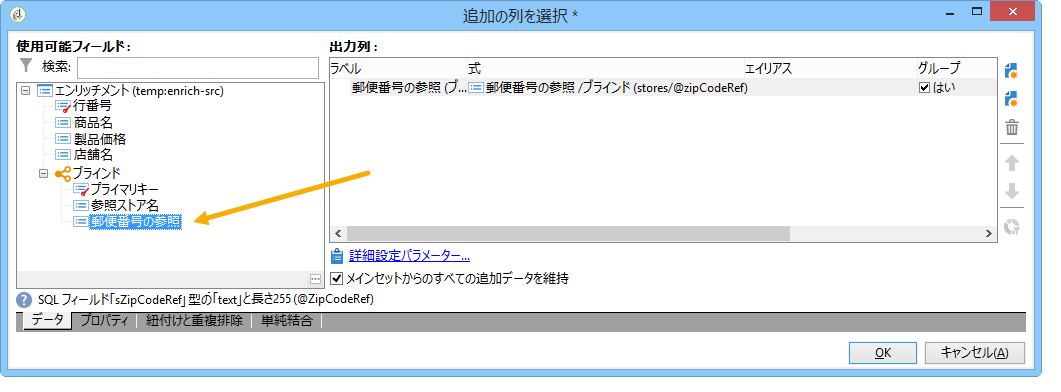 追加の列を選択 *
使用可能フィールド:
検索:
エンリッチメント (temp:enrich-src)
行番号
商品名
製品価格
店舗名
ブラインド
プライマリキー
参照ストア名
郵便番号の参照
出力列:
ラベル 式 エイリアス グループ
郵便番号の参照 (ブ... 郵便番号の参照 /ブラインド (stores/@zipCodeRef) はい
詳細設定パラメーター...
メインセットからのすべての追加データを維持
SQL フィールド「sZipCodeRef」 型の「text」と長さ255 (@ZipCodeRef)
データ プロパティ 紐付けと重複排除 単純結合
OK キャンセル(A)